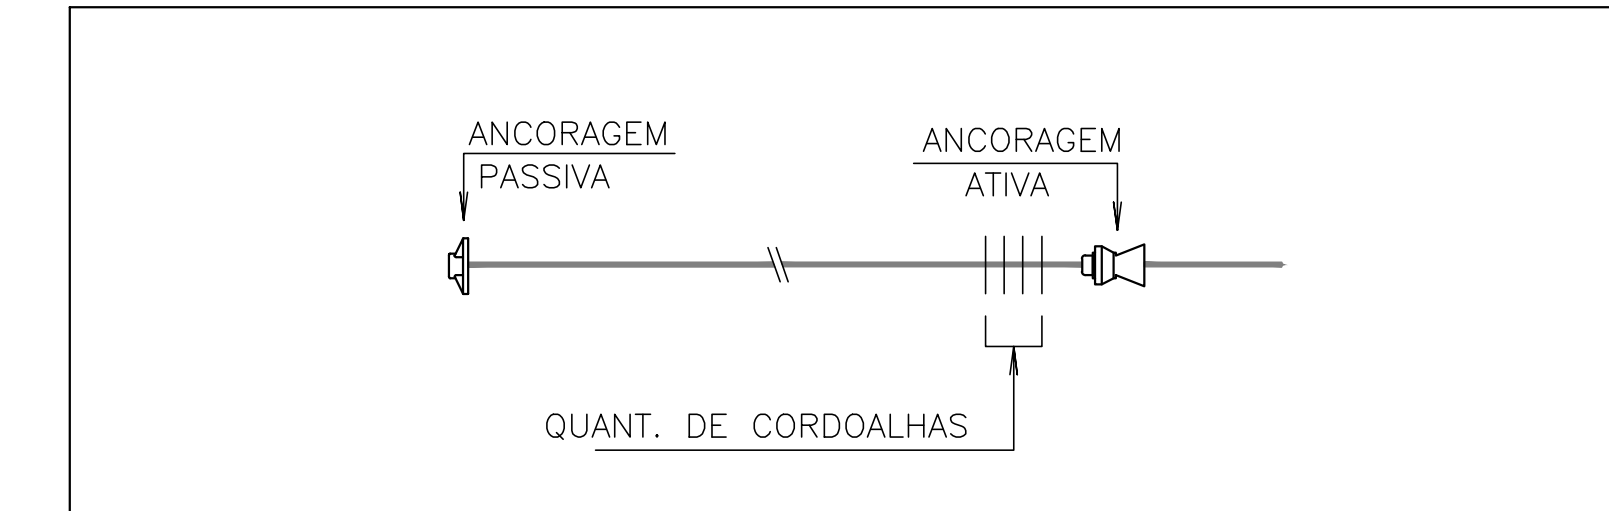 ANCORAGEM
PASSIVA
ANCORAGEM
ATIVA
QUANT. DE CORDOALHAS